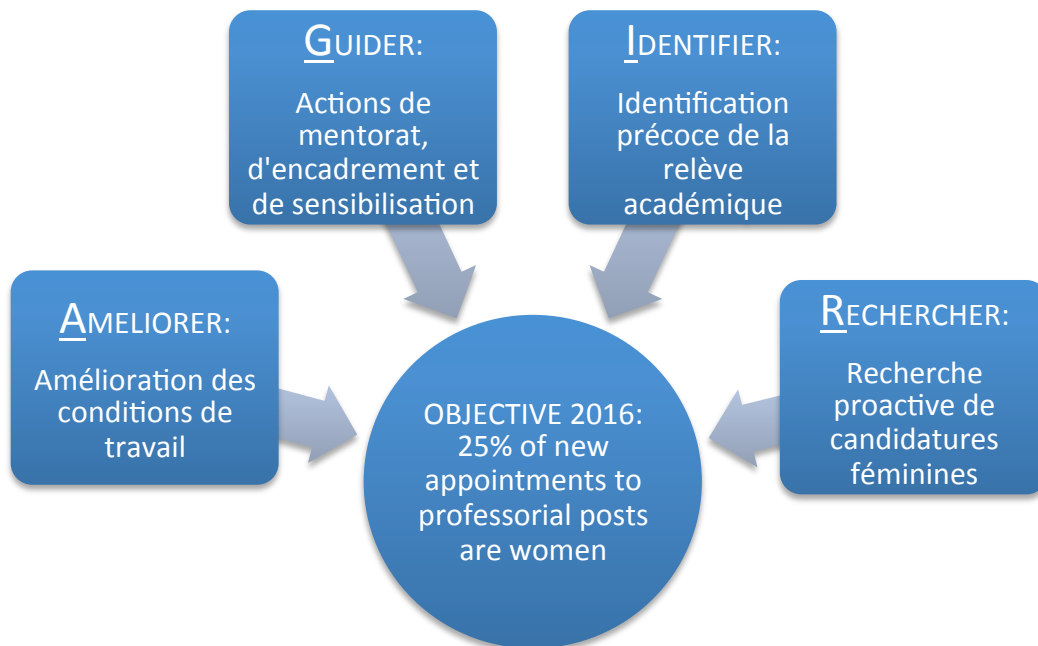 AMELIORER:
Amélioration des
conditions de
travail
GUIDER:
Actions de
mentorat,
d'encadrement et
de sensibilisation
IDENTIFIER:
Identification
précoce de la
relève
académique
RECHERCHER:
Recherche
proactive de
candidatures
féminines
OBJECTIVE 2016:
25% of new
appointments to
professorial posts
are women